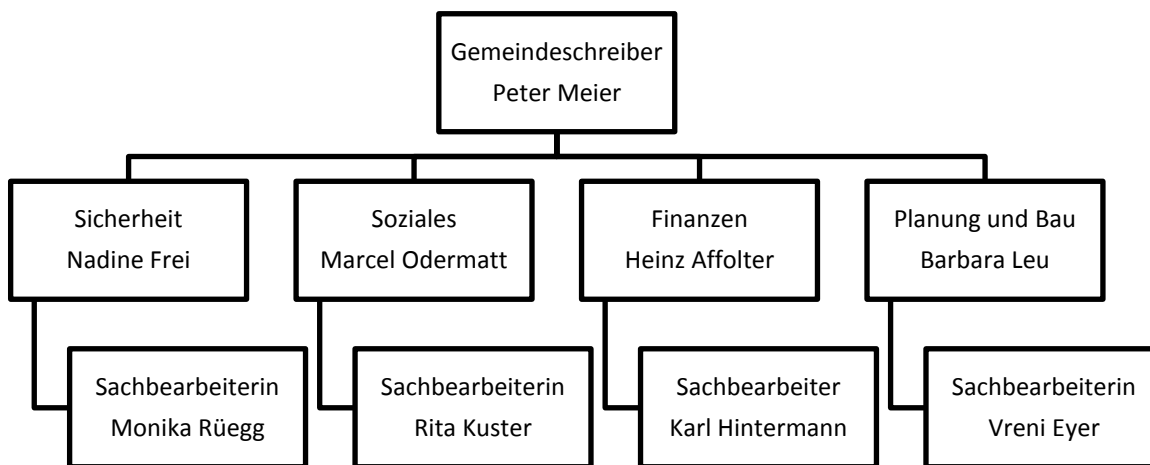 Gemeindeschreiber
Peter Meier
Sicherheit
Nadine Frei
Soziales
Marcel Odermatt
Finanzen
Heinz Affolter
Planung und Bau
Barbara Leu
Sachbearbeiterin
Monika Rüegg
Sachbearbeiterin
Rita Kuster
Sachbearbeiter
Karl Hintermann
Sachbearbeiterin
Vreni Eyer